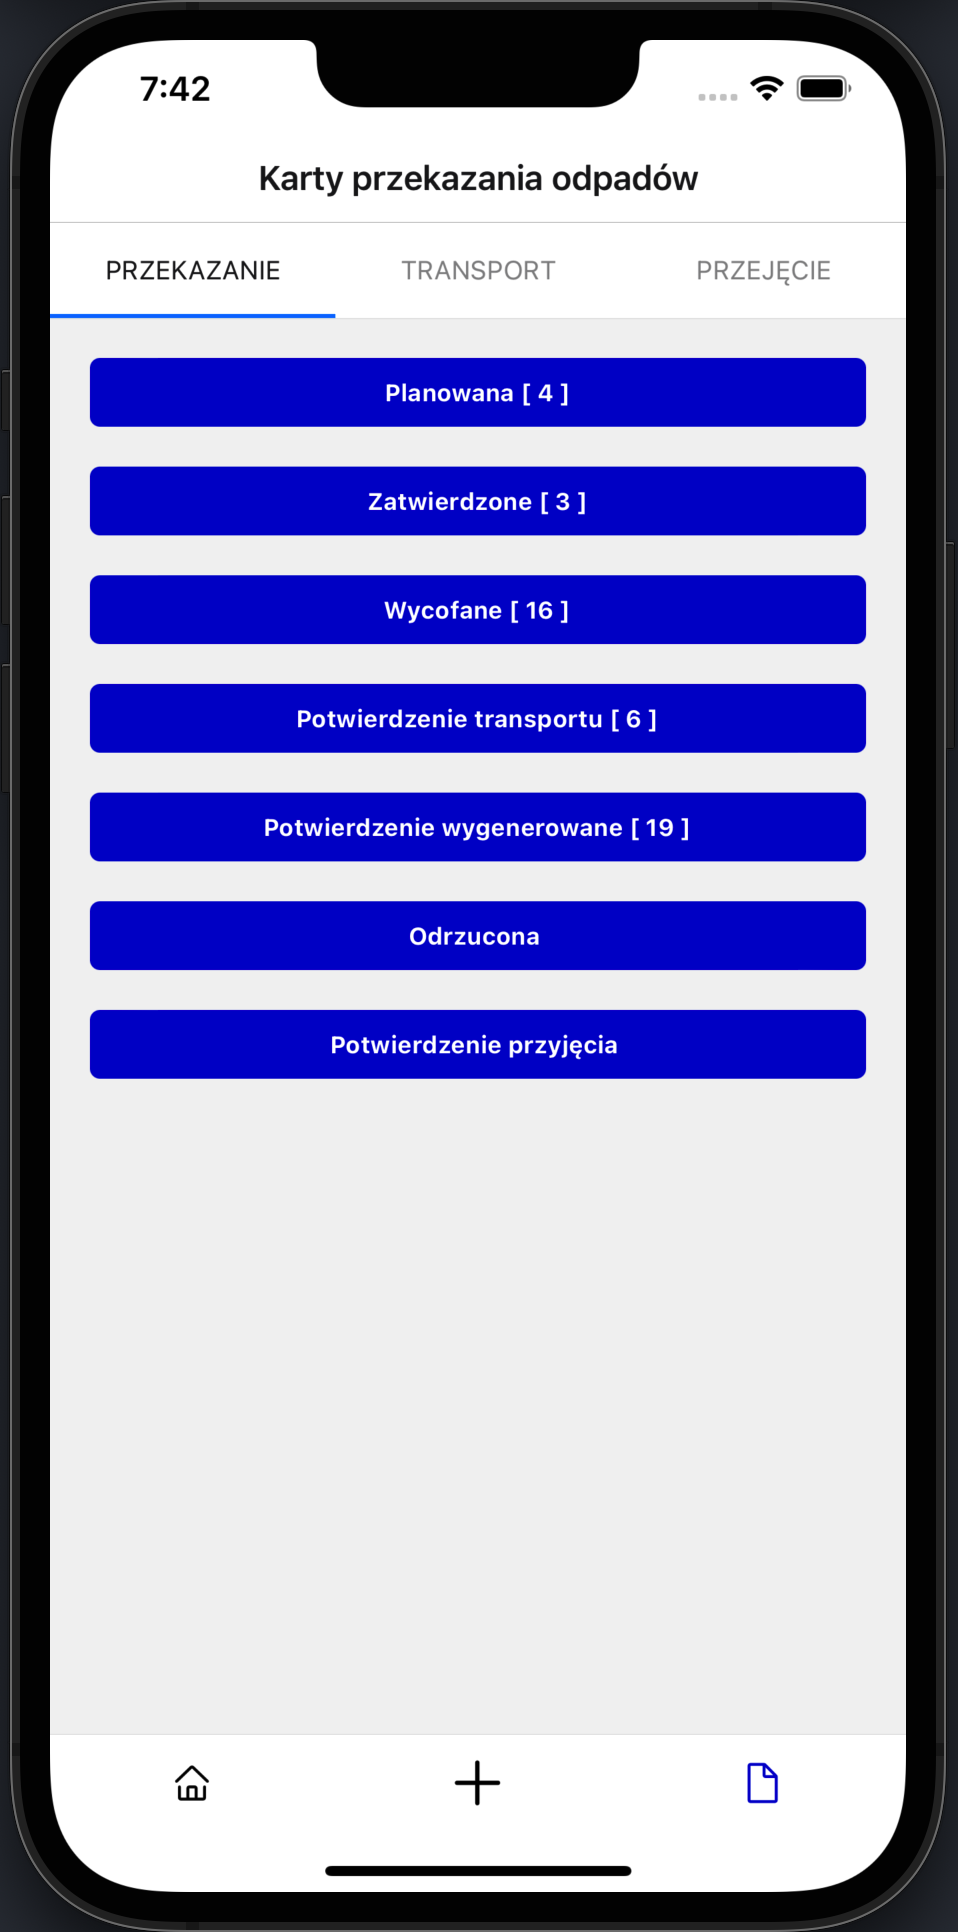 7:42
Karty przekazania odpadów
PRZEKAZANIE TRANSPORT PRZEJĘCIE
Planowana [ 4 ]
Zatwierdzone [ 3 ]
Wycofane [ 16 ]
Potwierdzenie transportu [ 6 ]
Potwierdzenie wygenerowane [ 19 ]
Odrzucona
Potwierdzenie przyjęcia